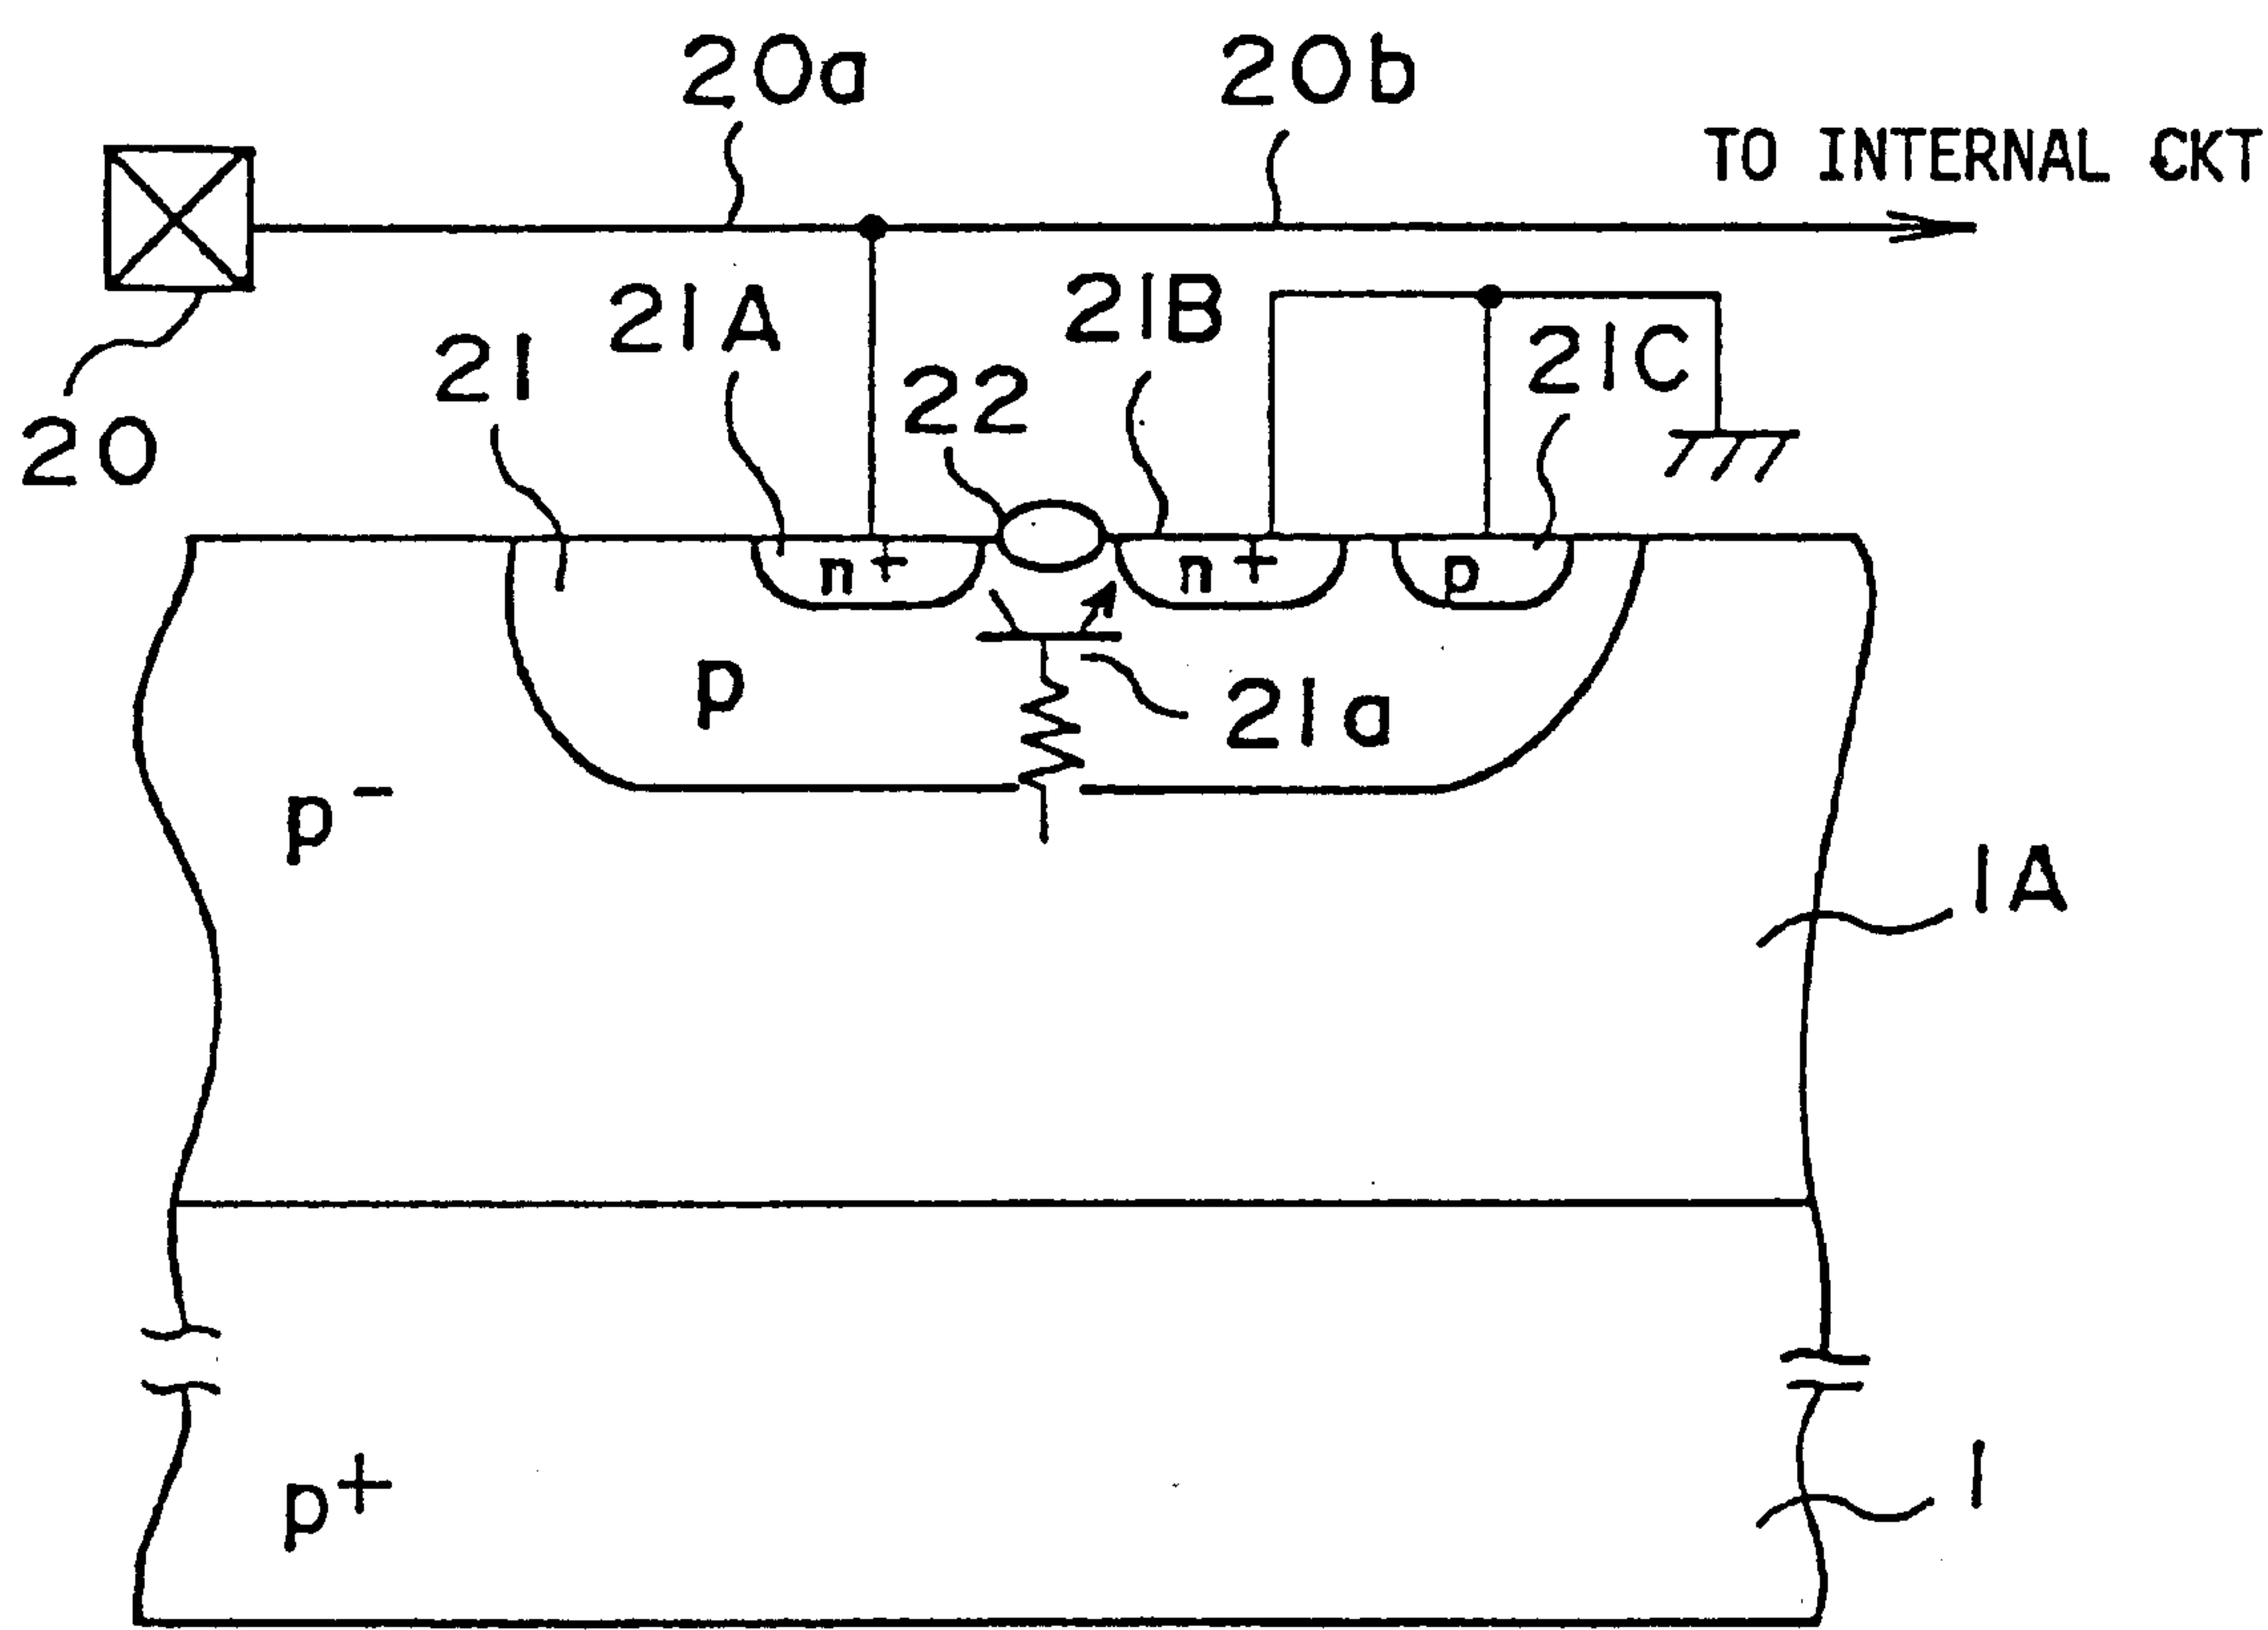 20a 20b
TO INTERNAL CKT
21A 21B
21 22 21C
20
n+ n+ p
p
21a
p-
1A
p+
1